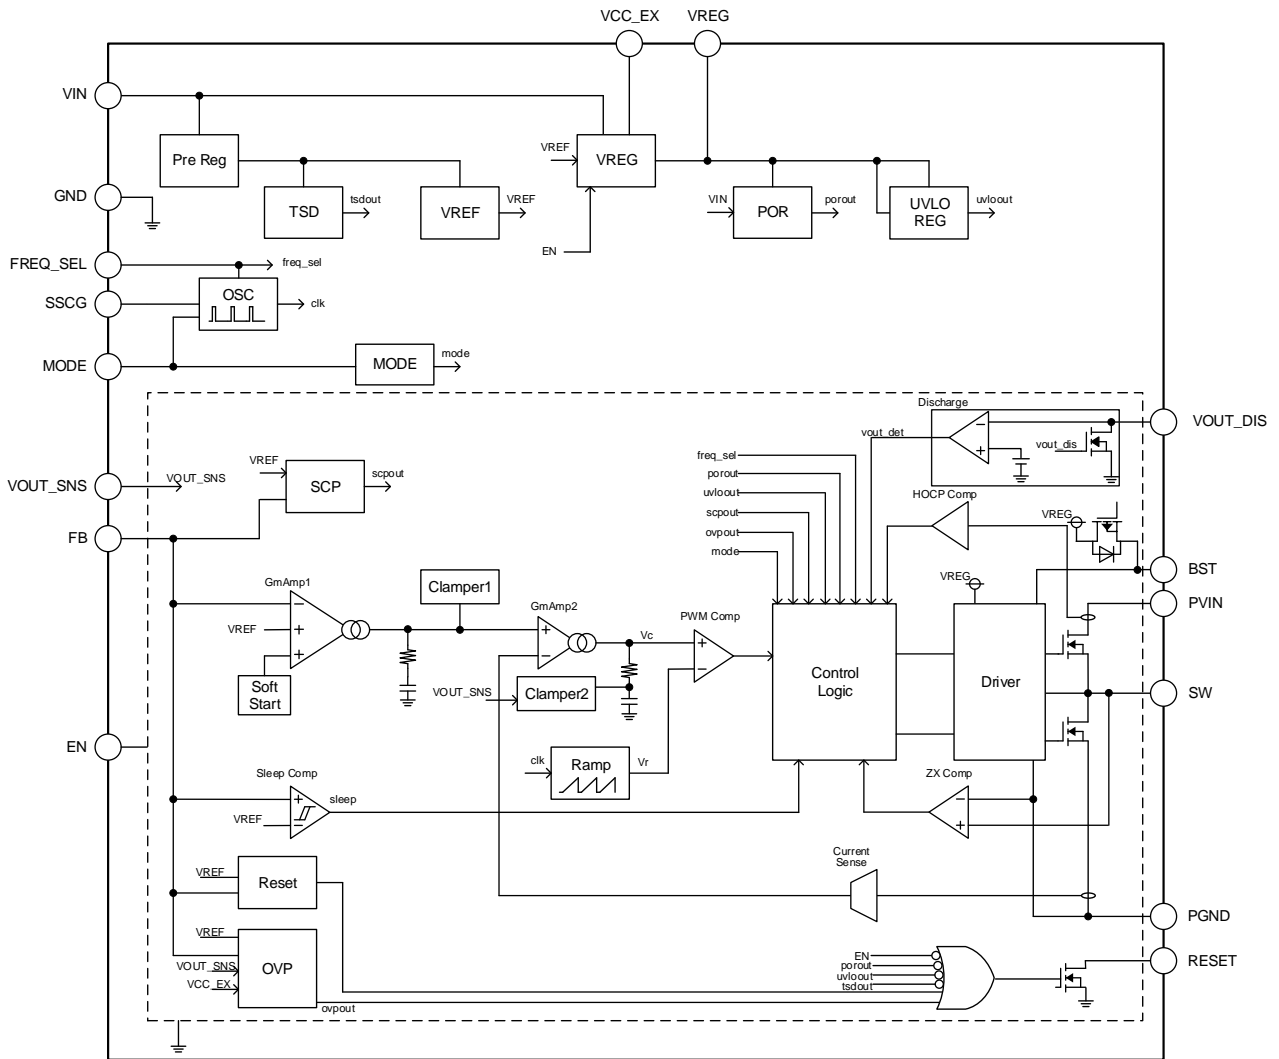 VCC_EX VREG
VIN
Pre Reg
VREF
VREG
GND
TSD
tsdout
VREF
VREF
VIN
POR
porout
UVLO
REG
uvloout
EN
FREQ_SEL
freq_sel
SSCG
OSC
clk
MODE
MODE
mode
Discharge
VOUT_DIS
vout_det
vout_dis
VREF
freq_sel
VOUT_SNS
VOUT_SNS
SCP
scpout
porout
uvloout
HOCP Comp
scpout
VREG
FB
ovpout
mode
BST
GmAmp1
Clamper1
VREG
GmAmp2
PWM Comp
PVIN
VREF
Vc
Soft
Start
VOUT_SNS
Clamper2
Control
Logic
Driver
SW
EN
clk
Ramp
Vr
Sleep Comp
ZX Comp
sleep
VREF
Current
Sense
VREF
Reset
PGND
VREF
VOUT_SNS
OVP
VCC_EX
ovpout
EN
porout
uvloout
tsdout
RESET